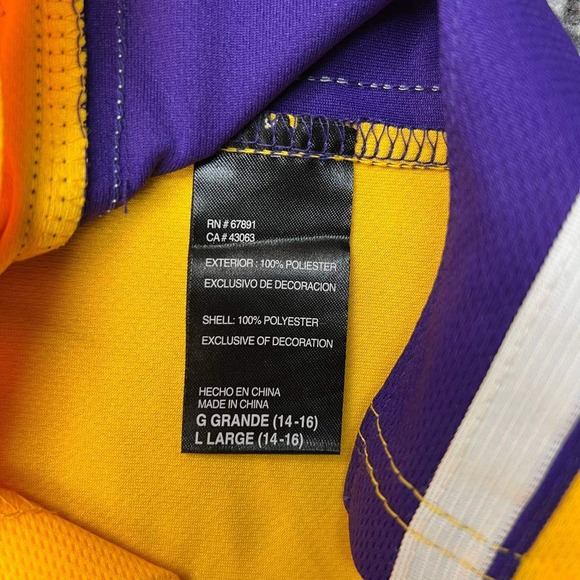 RN # 67891
CA # 43063
EXTERIOR : 100% POLIESTER
EXCLUSIVO DE DECORACION
SHELL: 100% POLYESTER
EXCLUSIVE OF DECORATION
HECHO EN CHINA
MADE IN CHINA
G GRANDE (14-16)
L LARGE (14-16)